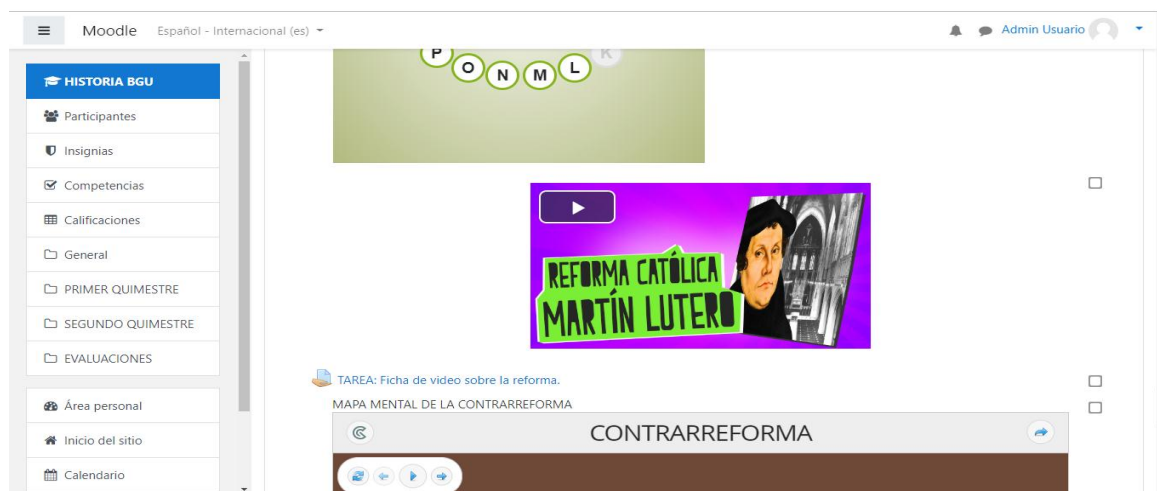 Moodle Español - Internacional (es) Admin Usuario
HISTORIA BGU
Participantes
Insignias
Competencias
Calificaciones
General
PRIMER QUIMESTRE
SEGUNDO QUIMESTRE
EVALUACIONES
Área personal
Inicio del sitio
Calendario
P O N M L K
REFORMA CATÓLICA
MARTÍN LUTERO
TAREA: Ficha de video sobre la reforma.
MAPA MENTAL DE LA CONTRARREFORMA
CONTRARREFORMA